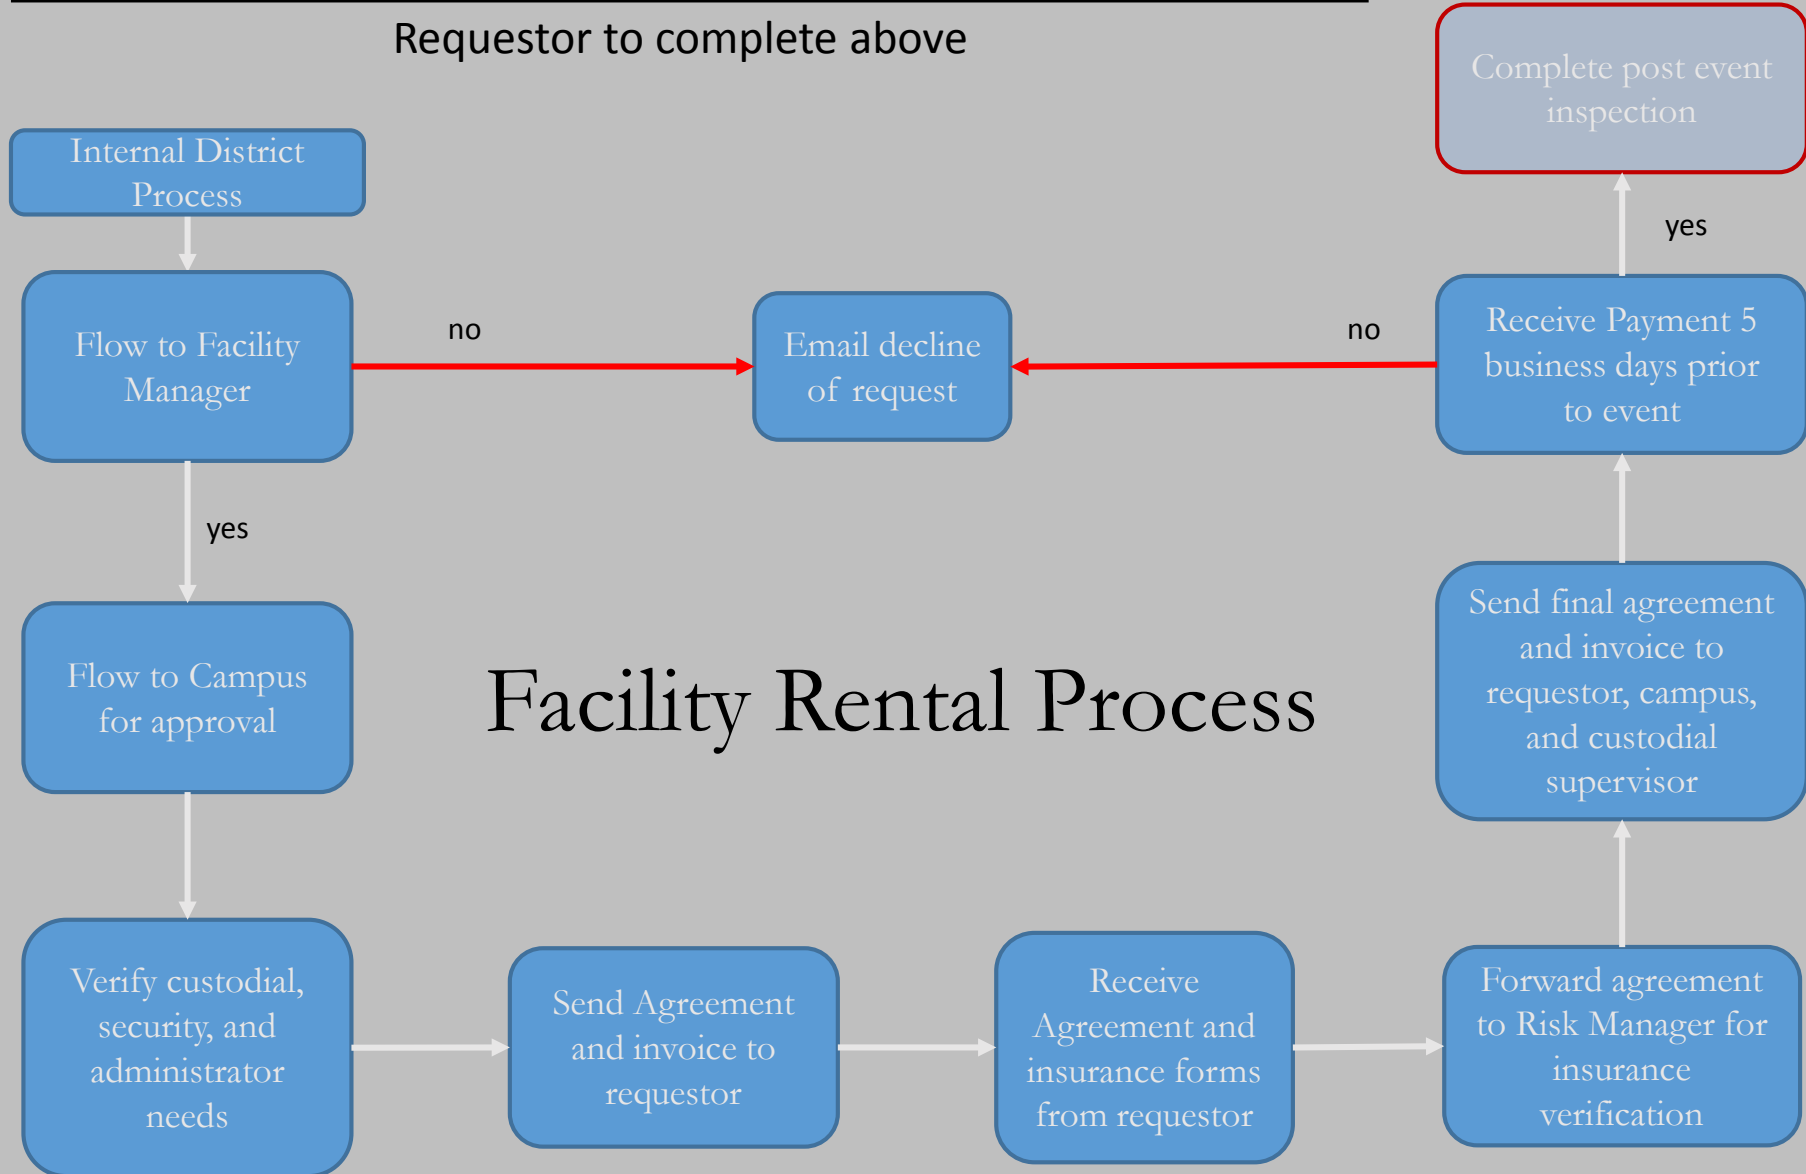 Requestor to complete above
Complete post event
inspection
Internal District
Process
yes
Flow to Facility
Manager
no
Email decline
of request
no
Receive Payment 5
business days prior
to event
yes
Flow to Campus
for approval
Facility Rental Process
Send final agreement
and invoice to
requestor, campus,
and custodial
supervisor
Verify custodial,
security, and
administrator
needs
Send Agreement
and invoice to
requestor
Receive
Agreement and
insurance forms
from requestor
Forward agreement
to Risk Manager for
insurance
verification